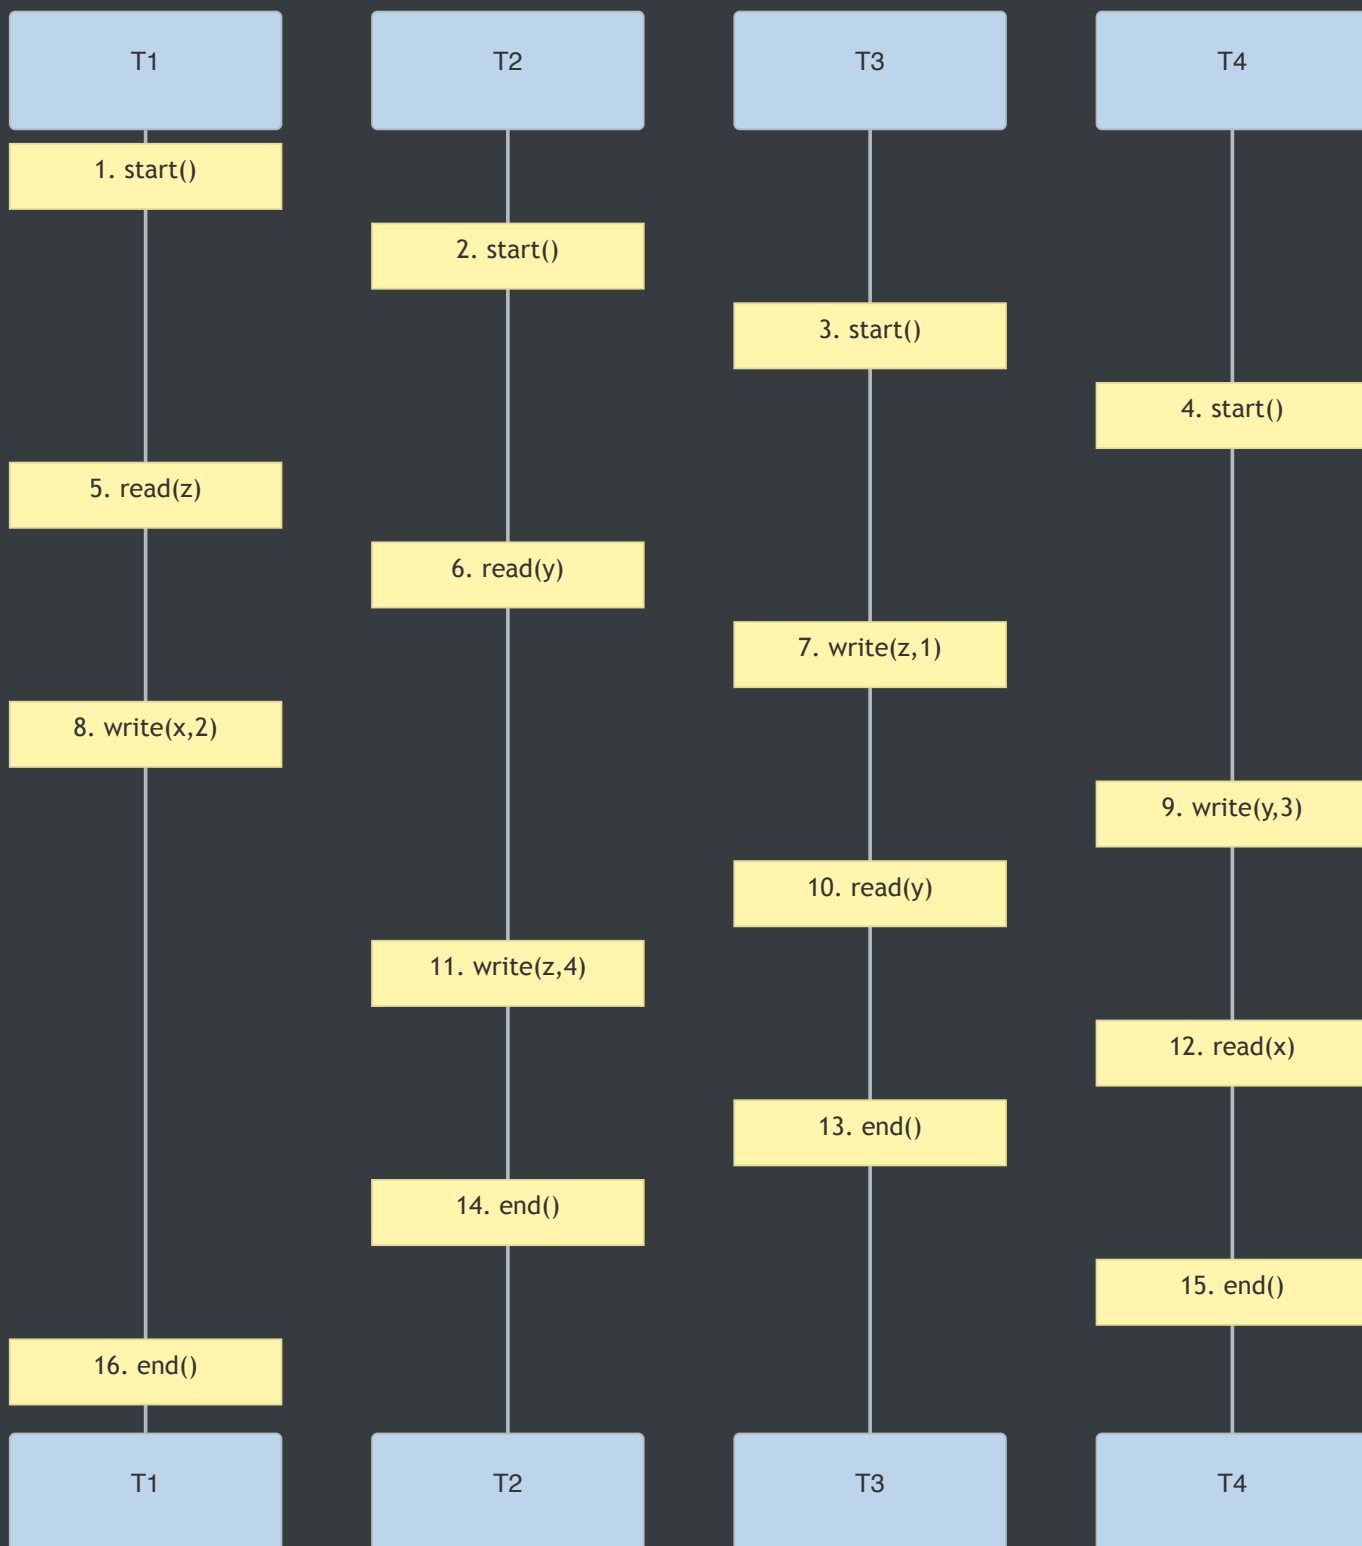 T1
T2
T3
T4
1. start()
2. start()
3. start()
4. start()
5. read(z)
6. read(y)
7. write(z,1)
8. write(x,2)
9. write(y,3)
10. read(y)
11. write(z,4)
12. read(x)
13. end()
14. end()
15. end()
16. end()
T1
T2
T3
T4